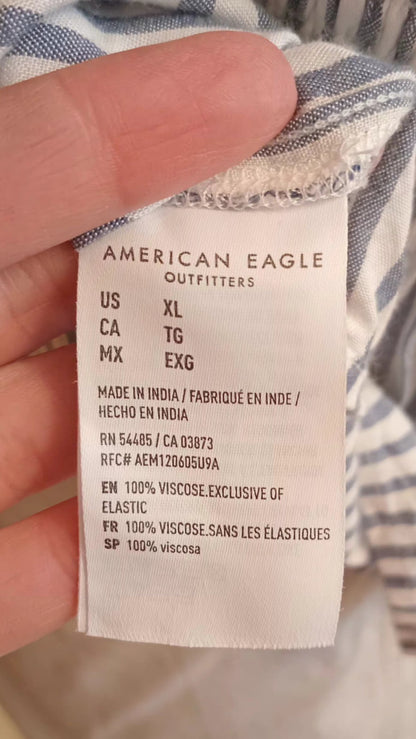 AMERICAN EAGLE
OUTFITTERS
US XL
CA TG
MX EXG
MADE IN INDIA / FABRIQUÉ EN INDE /
HECHO EN INDIA
RN 54485 / CA 03873
RFC# AEM120605U9A
EN 100% VISCOSE.EXCLUSIVE OF
ELASTIC
FR 100% VISCOSE.SANS LES ÉLASTIQUES
SP 100% viscosa